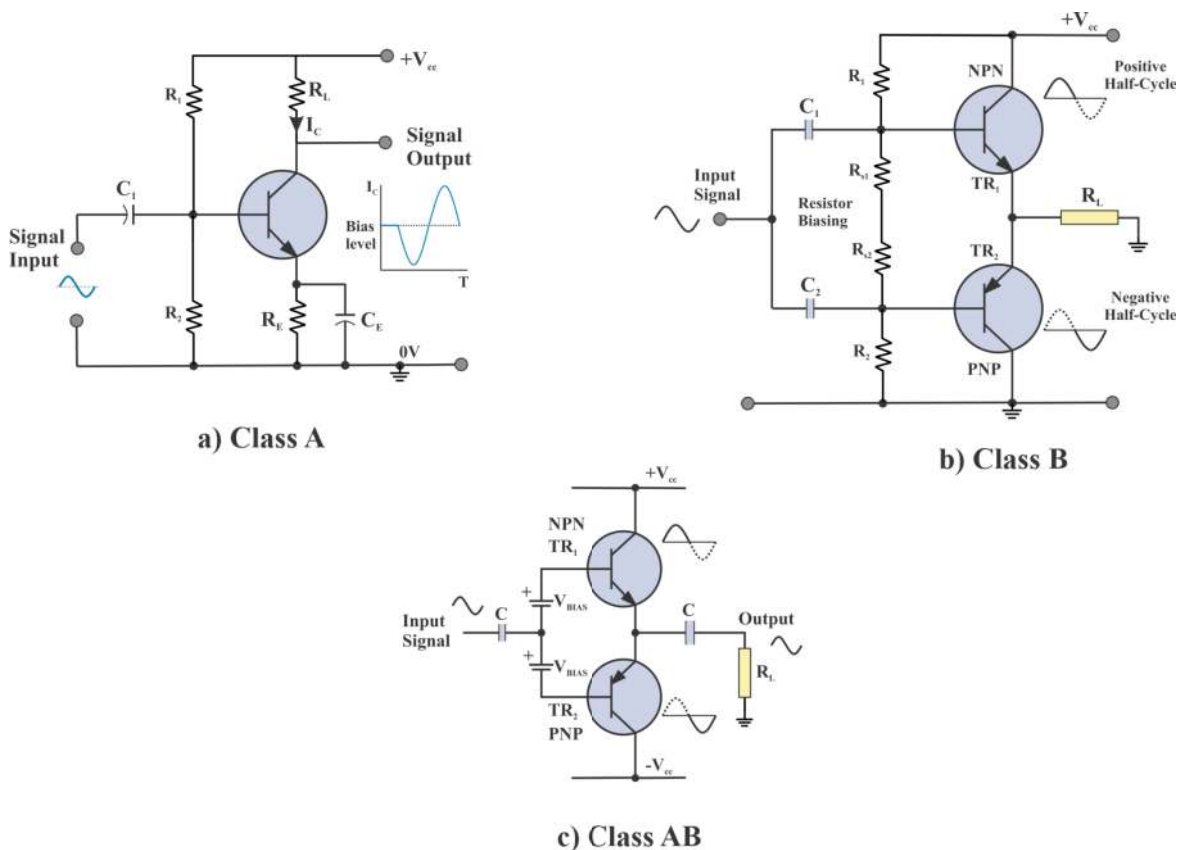 +Vcc
R1
RL
IC
Signal
Output
C1
Signal
Input
IC
Bias
level
T
R2
RE
CE
0V
a) Class A
+Vcc
R1
NPN
Positive
Half-Cycle
C1
Input
Signal
Rs1
TR1
Resistor
Biasing
RL
Rs2
TR2
C2
Negative
Half-Cycle
R2
PNP
b) Class B
+Vcc
NPN
TR1
+
VBIAS
Input
Signal
C
C
Output
+
VBIAS
RL
TR2
PNP
-Vcc
c) Class AB